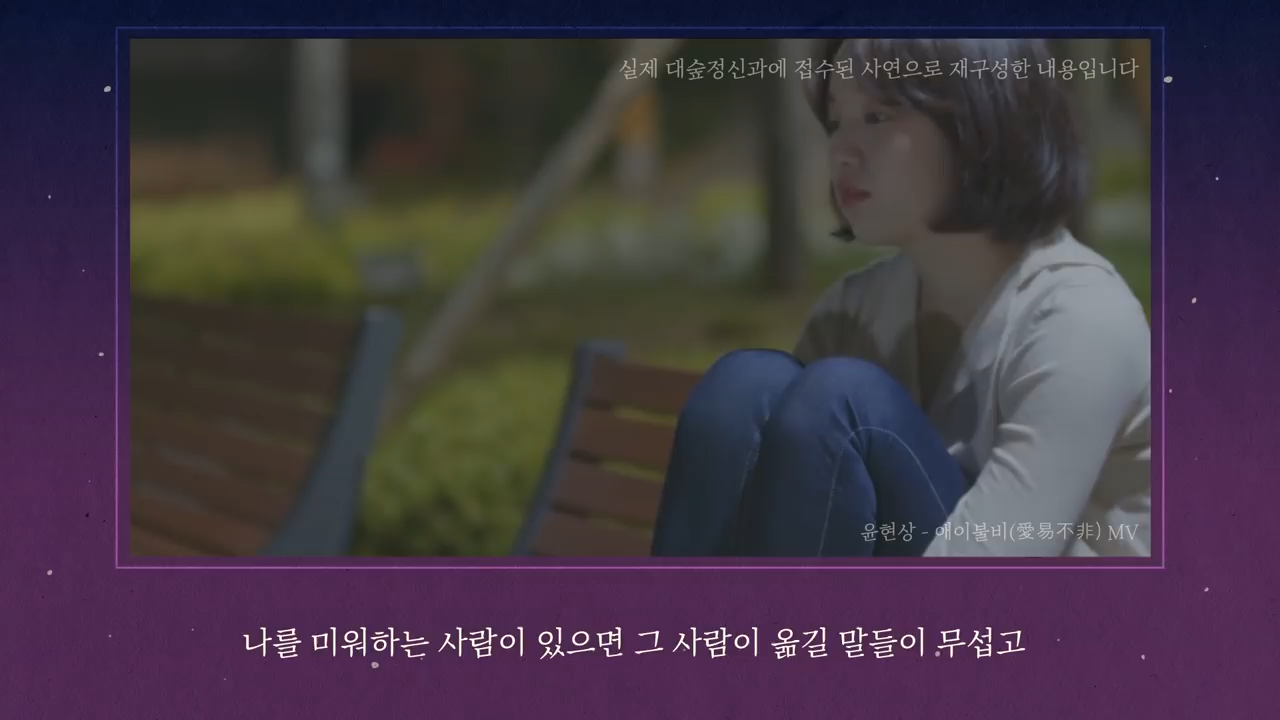 실제 대숲정신과에 접수된 사연으로 재구성한 내용입니다
윤현상 - 애이불비(愛易不非) MV
나를 미워하는 사람이 있으면 그 사람이 옮길 말들이 무섭고